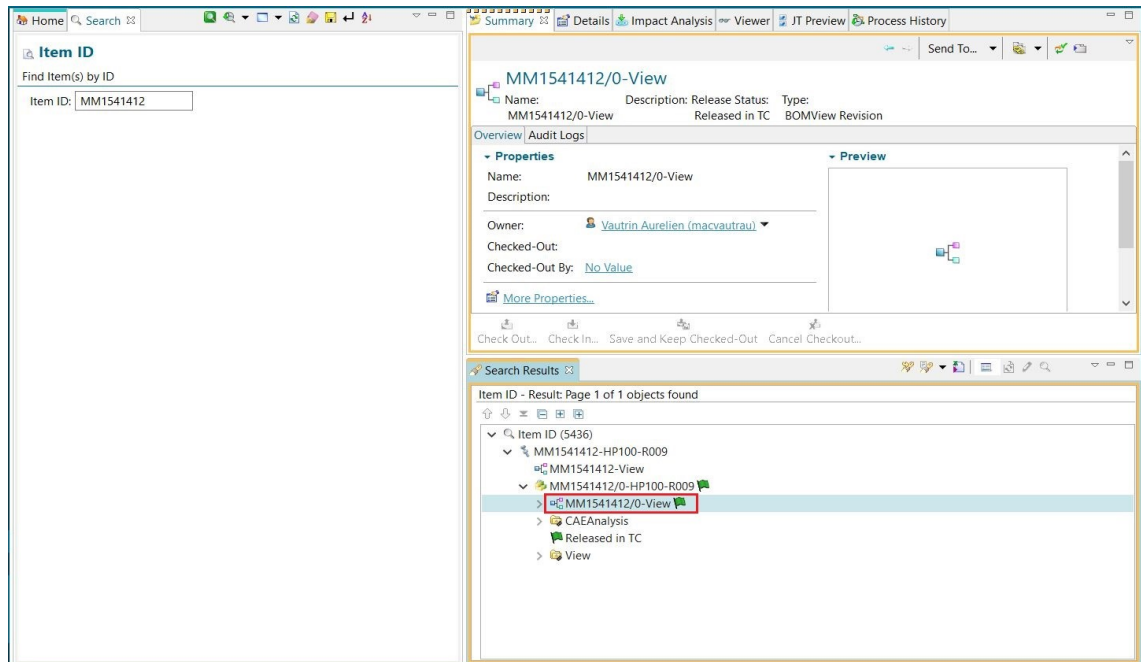 Home Search
Item ID
Find Item(s) by ID
Item ID: MM1541412
Summary Details Impact Analysis Viewer JT Preview Process History
Send To...
MM1541412/0-View
Name: Description: Release Status: Type:
MM1541412/0-View Released in TC BOMView Revision
Overview Audit Logs
Properties
Name: MM1541412/0-View
Description:
Owner: Vautrin Aurelien (macvautrau)
Checked-Out:
Checked-Out By: No Value
More Properties...
Preview
Check Out... Check In... Save and Keep Checked-Out Cancel Checkout...
Search Results
Item ID - Result: Page 1 of 1 objects found
Item ID (5436)
MM1541412-HP100-R009
MM1541412-View
MM1541412/0-HP100-R009
MM1541412/0-View
CAEAnalysis
Released in TC
View